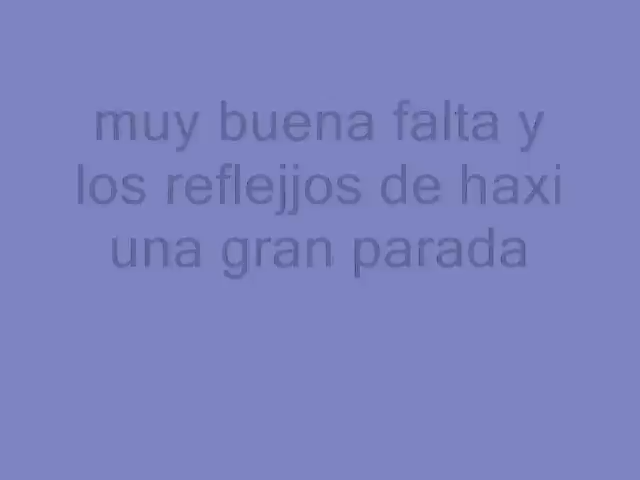 muy buena falta y
los reflejjos de haxi
una gran parada